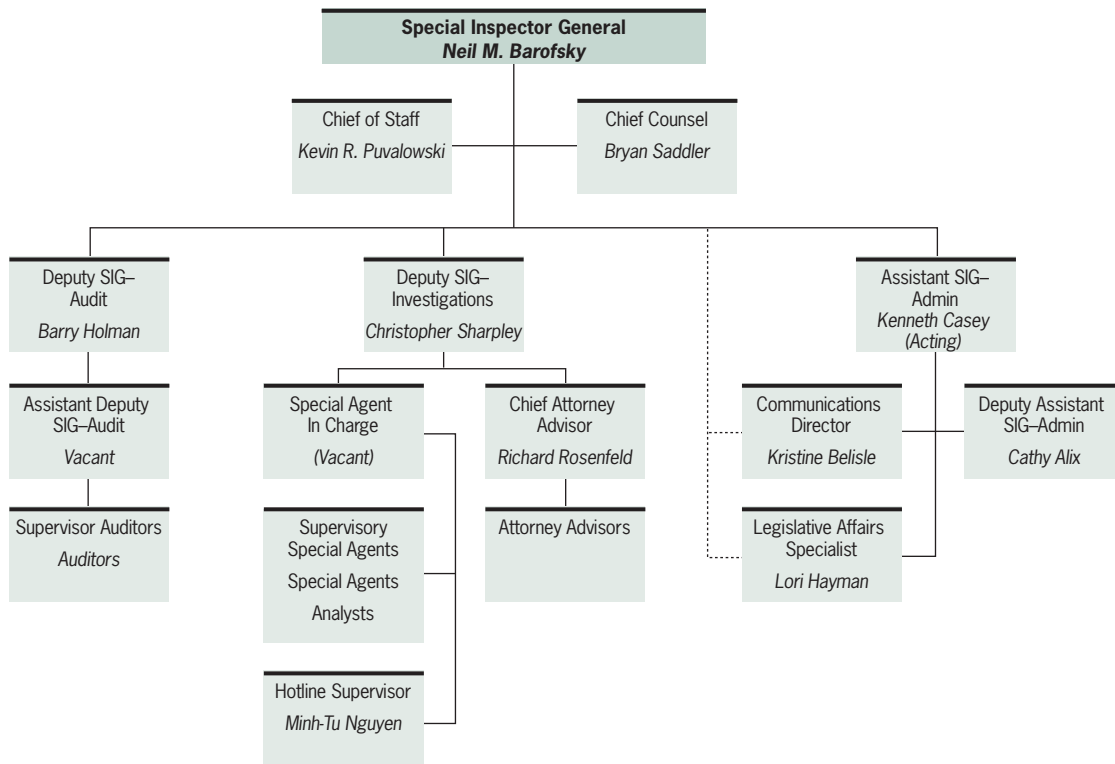 Special Inspector General
Neil M. Barofsky
Chief of Staff
Kevin R. Puvalowski
Chief Counsel
Bryan Saddler
Deputy SIG–
Audit
Barry Holman
Deputy SIG–
Investigations
Christopher Sharpley
Assistant SIG–
Admin
Kenneth Casey
(Acting)
Assistant Deputy
SIG–Audit
Vacant
Special Agent
In Charge
(Vacant)
Chief Attorney
Advisor
Richard Rosenfeld
Communications
Director
Kristine Belisle
Deputy Assistant
SIG–Admin
Cathy Alix
Supervisor Auditors
Auditors
Supervisory
Special Agents
Special Agents
Analysts
Attorney Advisors
Legislative Affairs
Specialist
Lori Hayman
Hotline Supervisor
Minh-Tu Nguyen